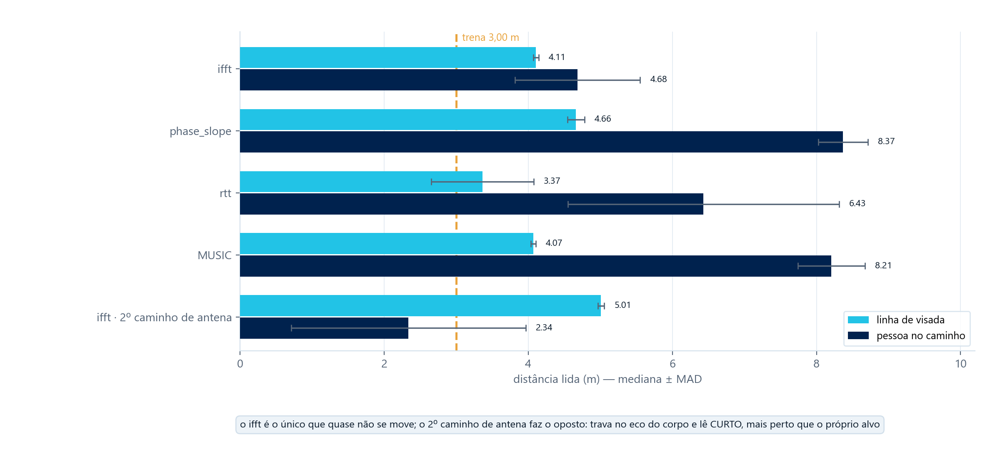 trena 3,00 m
ifft
4.11
4.68
phase_slope
4.66
8.37
rtt
3.37
6.43
MUSIC
4.07
8.21
ifft · 2º caminho de antena
5.01
2.34
linha de visada
pessoa no caminho
0 2 4 6 8 10
distância lida (m) — mediana ± MAD
o ifft é o único que quase não se move; o 2º caminho de antena faz o oposto: trava no eco do corpo e lê CURTO, mais perto que o próprio alvo